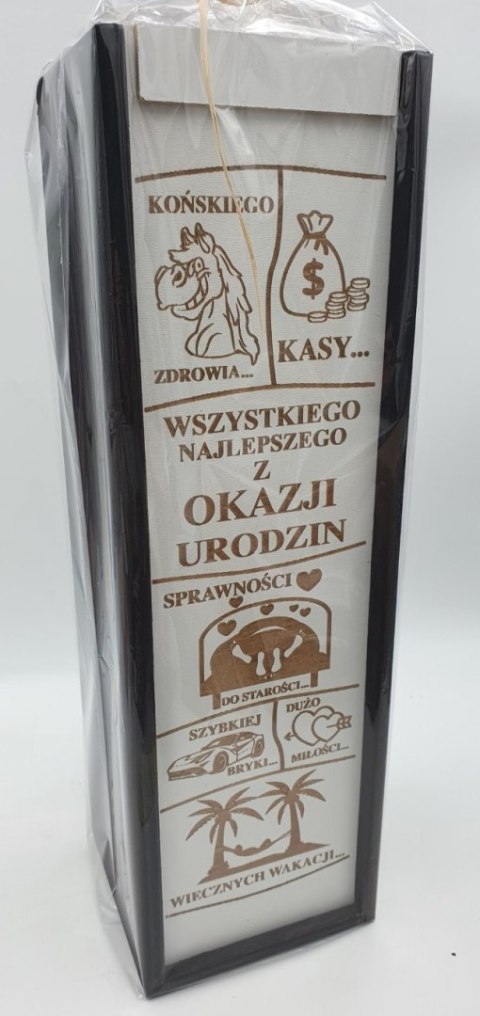 KOŃSKIEGO
ZDROWIA...
$
KASY...
WSZYSTKIEGO
NAJLEPSZEGO
Z
OKAZJI
URODZIN
SPRAWNOŚCI
DO STAROŚCI...
SZYBKIEJ
BRYKI...
DUŻO
MIŁOŚCI...
WIECZNYCH WAKACJI...